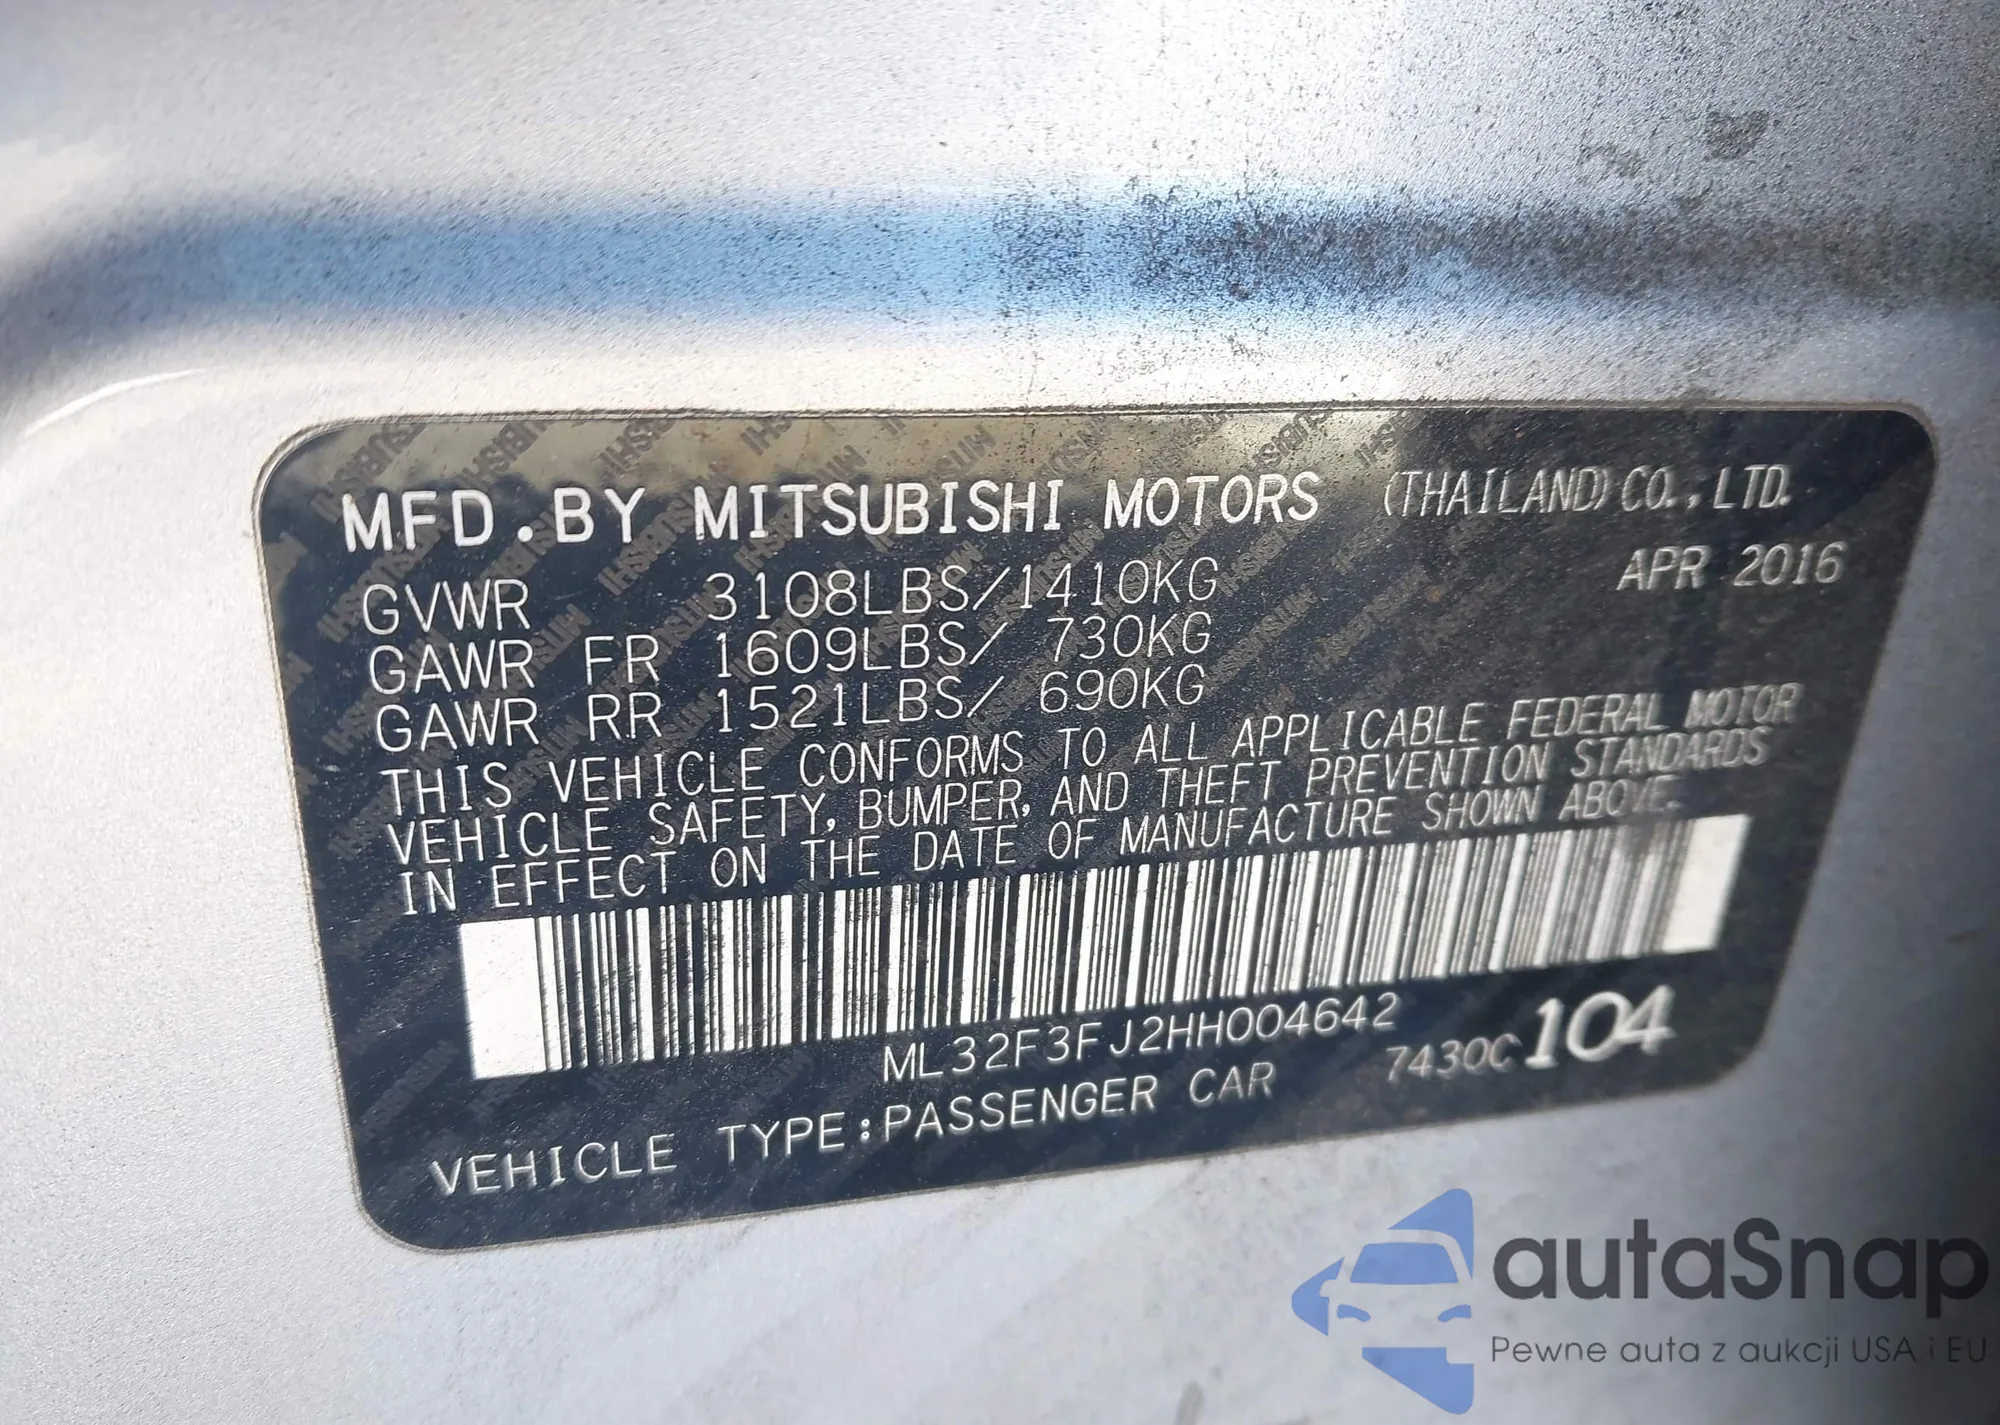 MFD.BY MITSUBISHI MOTORS (THAILAND) CO.,LTD.
APR 2016
GVWR 3108LBS/1410KG
GAWR FR 1609LBS/ 730KG
GAWR RR 1521LBS/ 690KG
THIS VEHICLE CONFORMS TO ALL APPLICABLE FEDERAL MOTOR
VEHICLE SAFETY, BUMPER, AND THEFT PREVENTION STANDARDS
IN EFFECT ON THE DATE OF MANUFACTURE SHOWN ABOVE.
ML32F3FJ2HH004642
7430C104
VEHICLE TYPE:PASSENGER CAR
autaSnap
Pewne auta z aukcji USA i EU